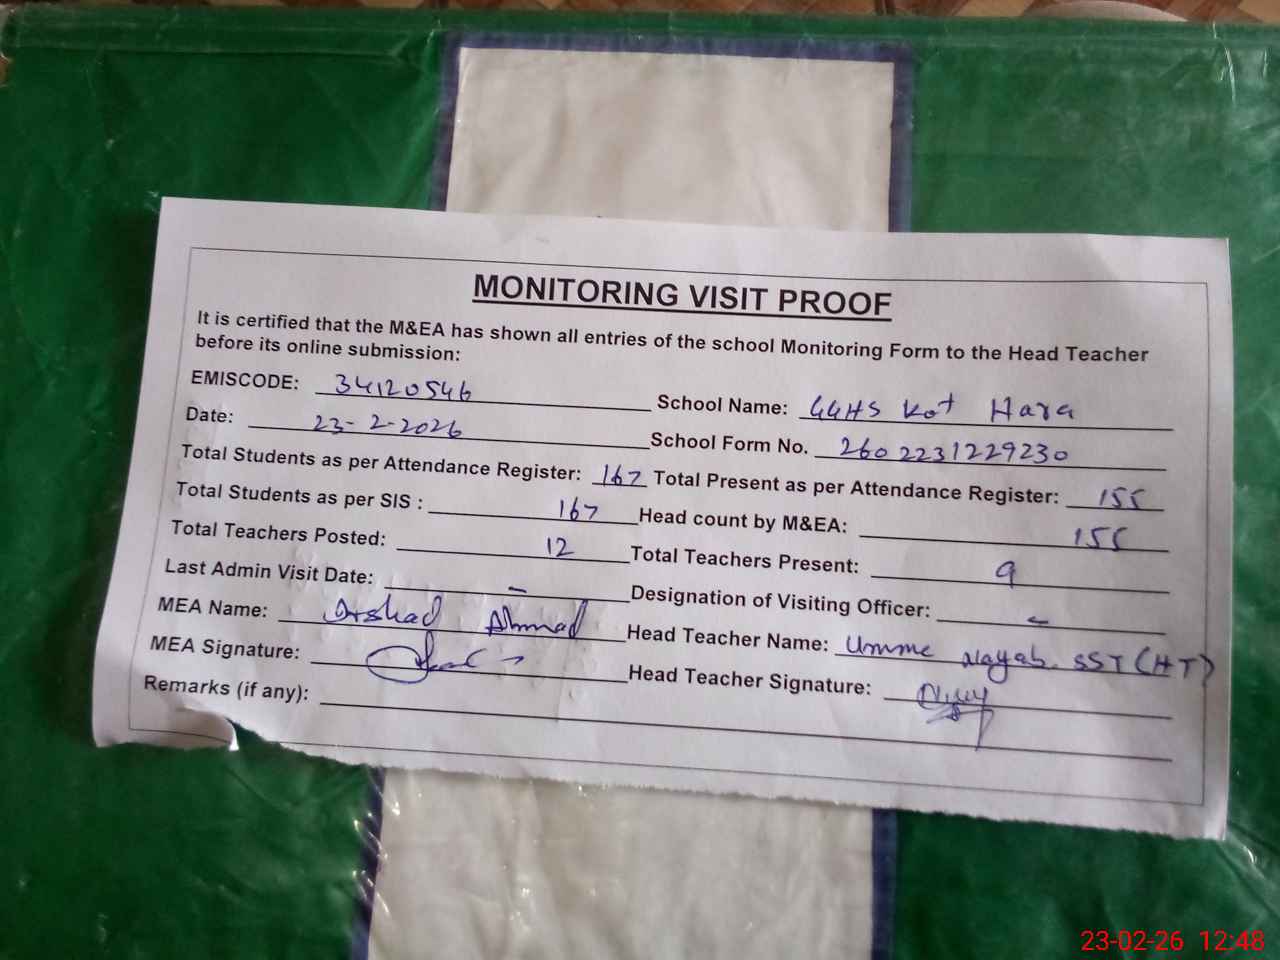 MONITORING VISIT PROOF
It is certified that the M&EA has shown all entries of the school Monitoring Form to the Head Teacher
before its online submission:
EMISCODE: 34120546 School Name: GGHS Kot Hara
Date: 23-2-2026 School Form No. 2602231229230
Total Students as per Attendance Register: 167 Total Present as per Attendance Register: 155
Total Students as per SIS : 167 Head count by M&EA: 155
Total Teachers Posted: 12 Total Teachers Present: 9
Last Admin Visit Date: - Designation of Visiting Officer: -
MEA Name: Arshad Ahmad Head Teacher Name: Umme Nayab SST (HT)
MEA Signature: Head Teacher Signature:
Remarks (if any):
23-02-26 12:48